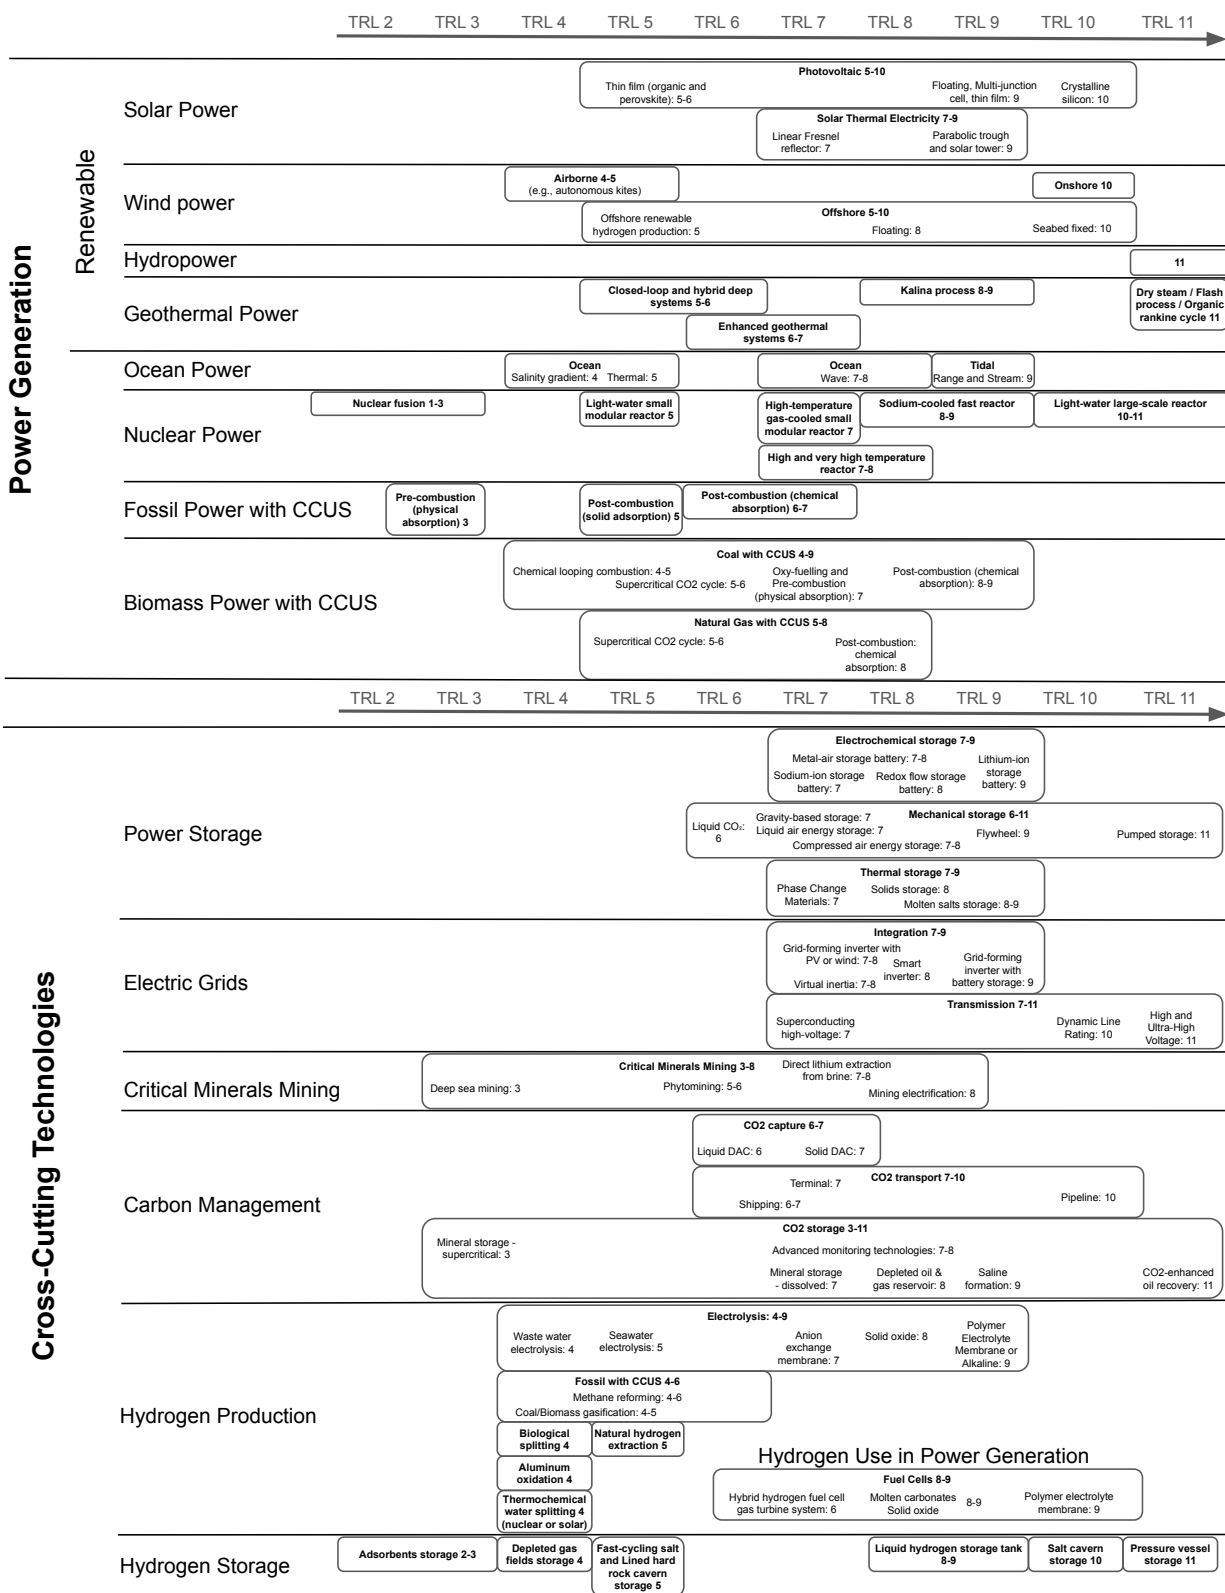 TRL 2 TRL 3 TRL 4 TRL 5 TRL 6 TRL 7 TRL 8 TRL 9 TRL 10 TRL 11
Power Generation
Renewable
Solar Power
Photovoltaic 5-10
Thin film (organic and
perovskite): 5-6
Floating, Multi-junction
cell, thin film: 9
Crystalline
silicon: 10
Solar Thermal Electricity 7-9
Linear Fresnel
reflector: 7
Parabolic trough
and solar tower: 9
Wind power
Airborne 4-5
(e.g., autonomous kites)
Onshore 10
Offshore 5-10
Offshore renewable
hydrogen production: 5
Floating: 8
Seabed fixed: 10
Hydropower
11
Geothermal Power
Closed-loop and hybrid deep
systems 5-6
Kalina process 8-9
Dry steam / Flash
process / Organic
rankine cycle 11
Enhanced geothermal
systems 6-7
Ocean Power
Ocean
Salinity gradient: 4 Thermal: 5
Ocean
Wave: 7-8
Tidal
Range and Stream: 9
Nuclear Power
Nuclear fusion 1-3
Light-water small
modular reactor 5
High-temperature
gas-cooled small
modular reactor 7
Sodium-cooled fast reactor
8-9
Light-water large-scale reactor
10-11
High and very high temperature
reactor 7-8
Fossil Power with CCUS
Pre-combustion
(physical
absorption) 3
Post-combustion
(solid adsorption) 5
Post-combustion (chemical
absorption) 6-7
Biomass Power with CCUS
Coal with CCUS 4-9
Chemical looping combustion: 4-5
Supercritical CO2 cycle: 5-6
Oxy-fuelling and
Pre-combustion
(physical absorption): 7
Post-combustion (chemical
absorption): 8-9
Natural Gas with CCUS 5-8
Supercritical CO2 cycle: 5-6
Post-combustion:
chemical
absorption: 8
TRL 2 TRL 3 TRL 4 TRL 5 TRL 6 TRL 7 TRL 8 TRL 9 TRL 10 TRL 11
Cross-Cutting Technologies
Power Storage
Electrochemical storage 7-9
Metal-air storage battery: 7-8
Sodium-ion storage
battery: 7
Redox flow storage
battery: 8
Lithium-ion
storage
battery: 9
Mechanical storage 6-11
Liquid CO₂:
6
Gravity-based storage: 7
Liquid air energy storage: 7
Compressed air energy storage: 7-8
Flywheel: 9
Pumped storage: 11
Thermal storage 7-9
Phase Change
Materials: 7
Solids storage: 8
Molten salts storage: 8-9
Electric Grids
Integration 7-9
Grid-forming inverter with
PV or wind: 7-8
Virtual inertia: 7-8
Smart
inverter: 8
Grid-forming
inverter with
battery storage: 9
Transmission 7-11
Superconducting
high-voltage: 7
Dynamic Line
Rating: 10
High and
Ultra-High
Voltage: 11
Critical Minerals Mining
Critical Minerals Mining 3-8
Deep sea mining: 3
Phytomining: 5-6
Direct lithium extraction
from brine: 7-8
Mining electrification: 8
Carbon Management
CO2 capture 6-7
Liquid DAC: 6
Solid DAC: 7
CO2 transport 7-10
Terminal: 7
Shipping: 6-7
Pipeline: 10
CO2 storage 3-11
Mineral storage -
supercritical: 3
Advanced monitoring technologies: 7-8
Mineral storage
- dissolved: 7
Depleted oil &
gas reservoir: 8
Saline
formation: 9
CO2-enhanced
oil recovery: 11
Hydrogen Production
Electrolysis: 4-9
Waste water
electrolysis: 4
Seawater
electrolysis: 5
Anion
exchange
membrane: 7
Solid oxide: 8
Polymer
Electrolyte
Membrane or
Alkaline: 9
Fossil with CCUS 4-6
Methane reforming: 4-6
Coal/Biomass gasification: 4-5
Biological
splitting 4
Natural hydrogen
extraction 5
Aluminum
oxidation 4
Thermochemical
water splitting 4
(nuclear or solar)
Hydrogen Use in Power Generation
Fuel Cells 8-9
Hybrid hydrogen fuel cell
gas turbine system: 6
Molten carbonates
Solid oxide
8-9
Polymer electrolyte
membrane: 9
Hydrogen Storage
Adsorbents storage 2-3
Depleted gas
fields storage 4
Fast-cycling salt
and Lined hard
rock cavern
storage 5
Liquid hydrogen storage tank
8-9
Salt cavern
storage 10
Pressure vessel
storage 11